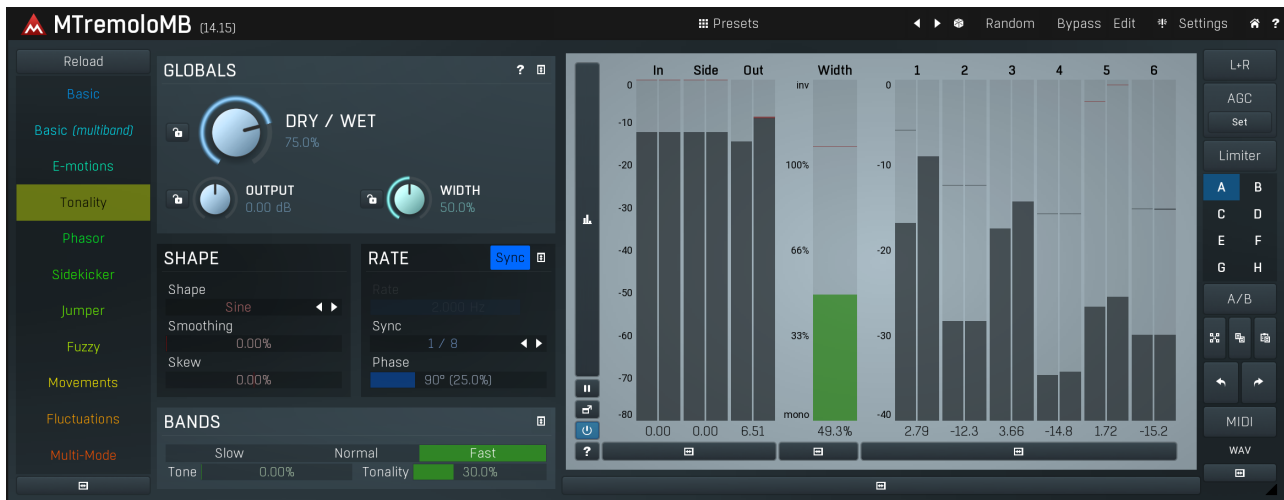 MTremoloMB (14.15)
Presets
Random
Bypass
Edit
Settings
?
Reload
Basic
Basic (multiband)
E-motions
Tonality
Phasor
Sidekicker
Jumper
Fuzzy
Movements
Fluctuations
Multi-Mode
GLOBALS
?
DRY / WET
75.0%
OUTPUT
0.00 dB
WIDTH
50.0%
SHAPE
Shape
Sine
Smoothing
0.00%
Skew
0.00%
RATE
Sync
Rate
2.000 Hz
Sync
1 / 8
Phase
90° (25.0%)
BANDS
Slow Normal Fast
Tone 0.00% Tonality 30.0%
In Side Out Width 1 2 3 4 5 6
0 inv 0
-10
-20 100% -10
-30
-40 66% -20
-50
-60 33% -30
-70
-80 mono -40
0.00 0.00 6.51 49.3% 2.79 -12.3 3.66 -14.8 1.72 -15.2
?
L+R
AGC
Set
Limiter
A B
C D
E F
G H
A/B
MIDI
WAV